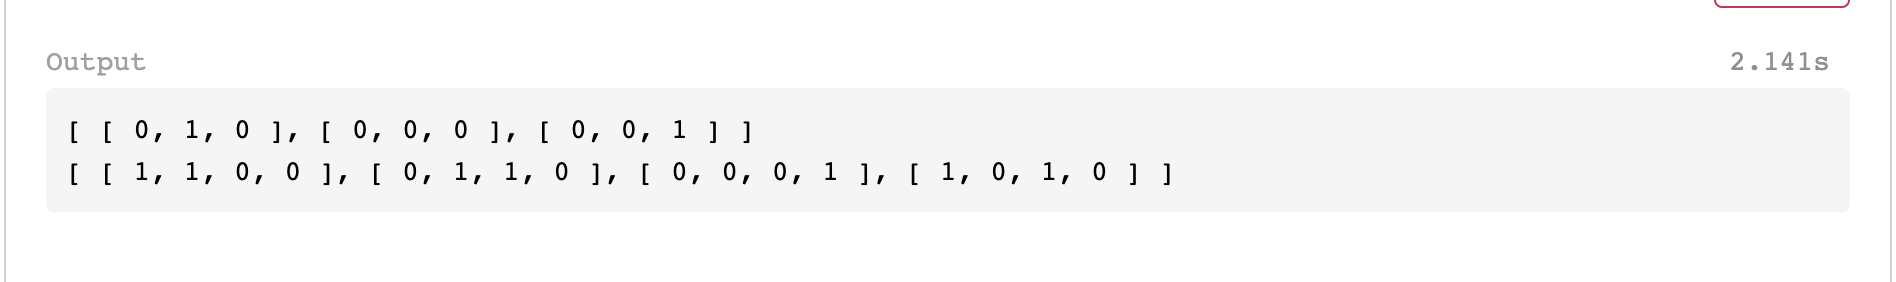 Output 2.141s
[ [ 0, 1, 0 ], [ 0, 0, 0 ], [ 0, 0, 1 ] ]
[ [ 1, 1, 0, 0 ], [ 0, 1, 1, 0 ], [ 0, 0, 0, 1 ], [ 1, 0, 1, 0 ] ]